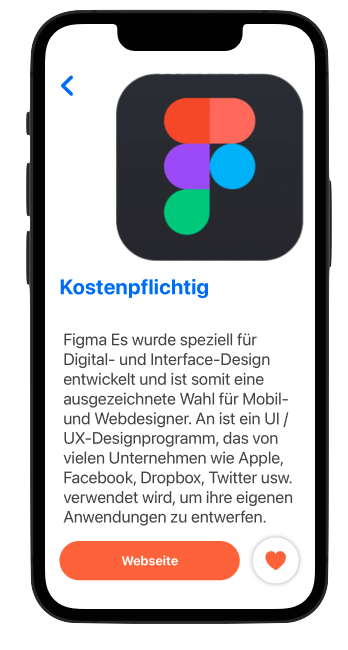 Kostenpflichtig
Figma Es wurde speziell für
Digital- und Interface-Design
entwickelt und ist somit eine
ausgezeichnete Wahl für Mobil-
und Webdesigner. An ist ein UI /
UX-Designprogramm, das von
vielen Unternehmen wie Apple,
Facebook, Dropbox, Twitter usw.
verwendet wird, um ihre eigenen
Anwendungen zu entwerfen.
Webseite